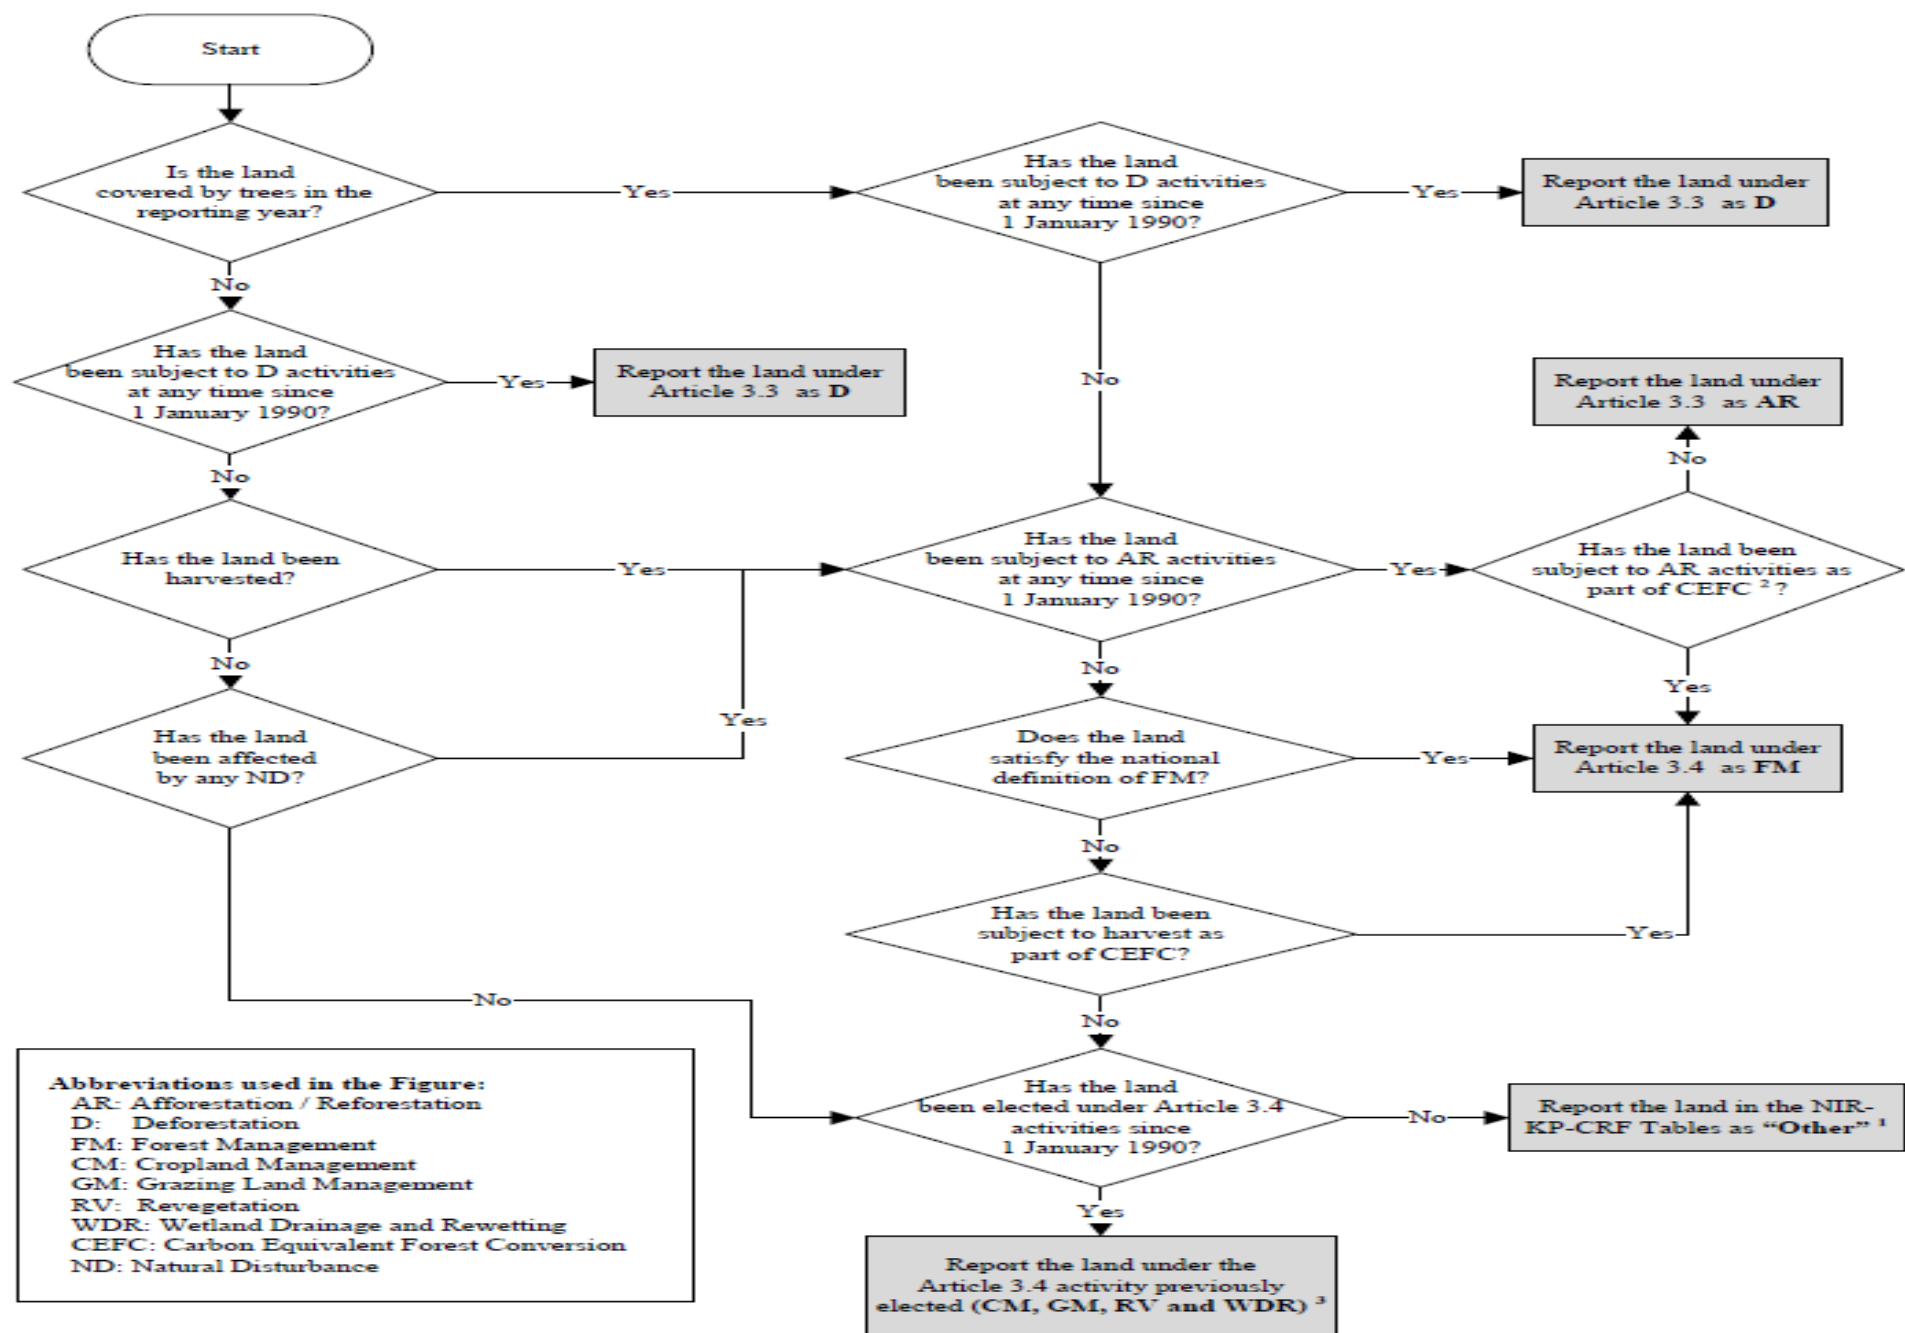 Start
Is the land
covered by trees in the
reporting year?
Yes
Has the land
been subject to D activities
at any time since
1 January 1990?
Yes
Report the land under
Article 3.3 as D
No
Has the land
been subject to D activities
at any time since
1 January 1990?
Yes
Report the land under
Article 3.3 as D
No
Report the land under
Article 3.3 as AR
No
No
Has the land been
harvested?
Yes
Has the land
been subject to AR activities
at any time since
1 January 1990?
Yes
Has the land been
subject to AR activities as
part of CEFC ² ?
No
No
Yes
Has the land
been affected
by any ND?
Yes
Does the land
satisfy the national
definition of FM?
Yes
Report the land under
Article 3.4 as FM
No
Has the land been
subject to harvest as
part of CEFC?
Yes
No
No
Has the land
been elected under Article 3.4
activities since
1 January 1990?
No
Report the land in the NIR-
KP-CRF Tables as “Other” ¹
Yes
Report the land under the
Article 3.4 activity previously
elected (CM, GM, RV and WDR) ³
Abbreviations used in the Figure:
AR: Afforestation / Reforestation
D: Deforestation
FM: Forest Management
CM: Cropland Management
GM: Grazing Land Management
RV: Revegetation
WDR: Wetland Drainage and Rewetting
CEFC: Carbon Equivalent Forest Conversion
ND: Natural Disturbance